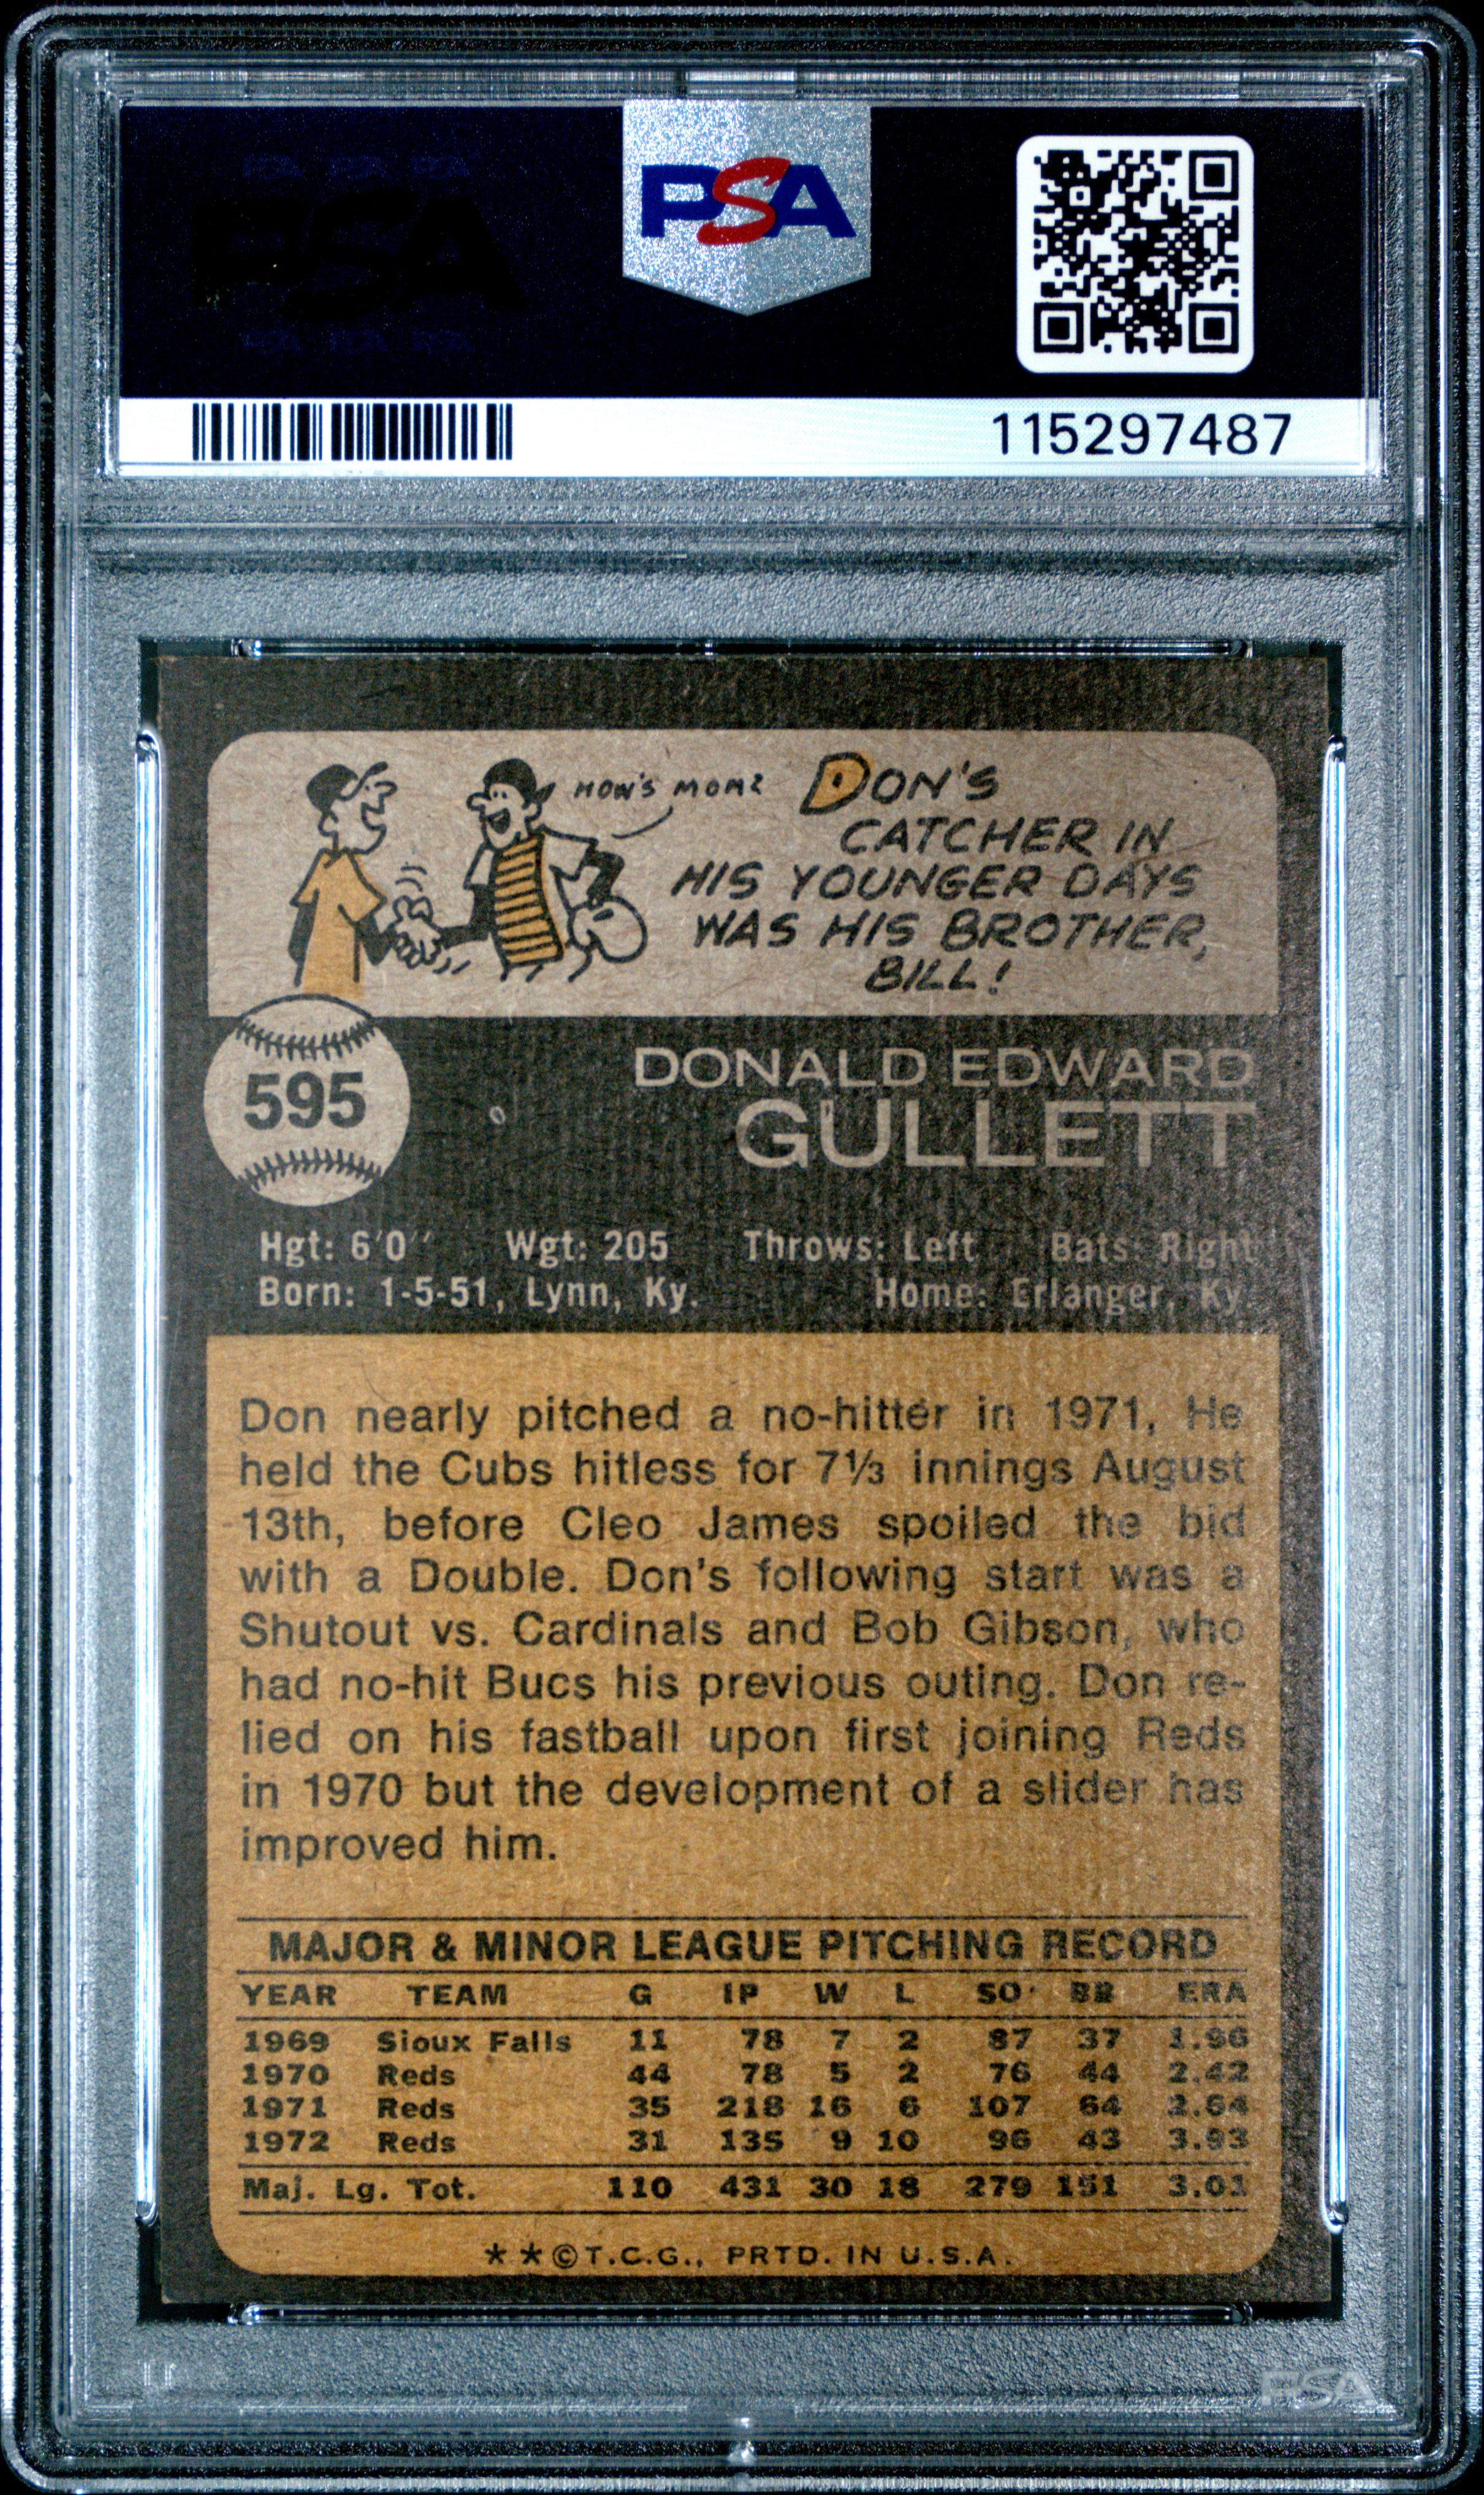 PSA
115297487
HOW'S MOM?
DON'S
CATCHER IN
HIS YOUNGER DAYS
WAS HIS BROTHER,
BILL!
595
DONALD EDWARD
GULLETT
Hgt: 6'0" Wgt: 205 Throws: Left Bats: Right
Born: 1-5-51, Lynn, Ky. Home: Erlanger, Ky.
Don nearly pitched a no-hitter in 1971, He
held the Cubs hitless for 7⅓ innings August
13th, before Cleo James spoiled the bid
with a Double. Don's following start was a
Shutout vs. Cardinals and Bob Gibson, who
had no-hit Bucs his previous outing. Don re-
lied on his fastball upon first joining Reds
in 1970 but the development of a slider has
improved him.
MAJOR & MINOR LEAGUE PITCHING RECORD
YEAR TEAM G IP W L SO BB ERA
1969 Sioux Falls 11 78 7 2 87 37 1.96
1970 Reds 44 78 5 2 76 44 2.42
1971 Reds 35 218 16 6 107 64 2.64
1972 Reds 31 135 9 10 96 43 3.93
Maj. Lg. Tot. 110 431 30 18 279 151 3.01
**©T.C.G., PRTD. IN U.S.A.
PSA